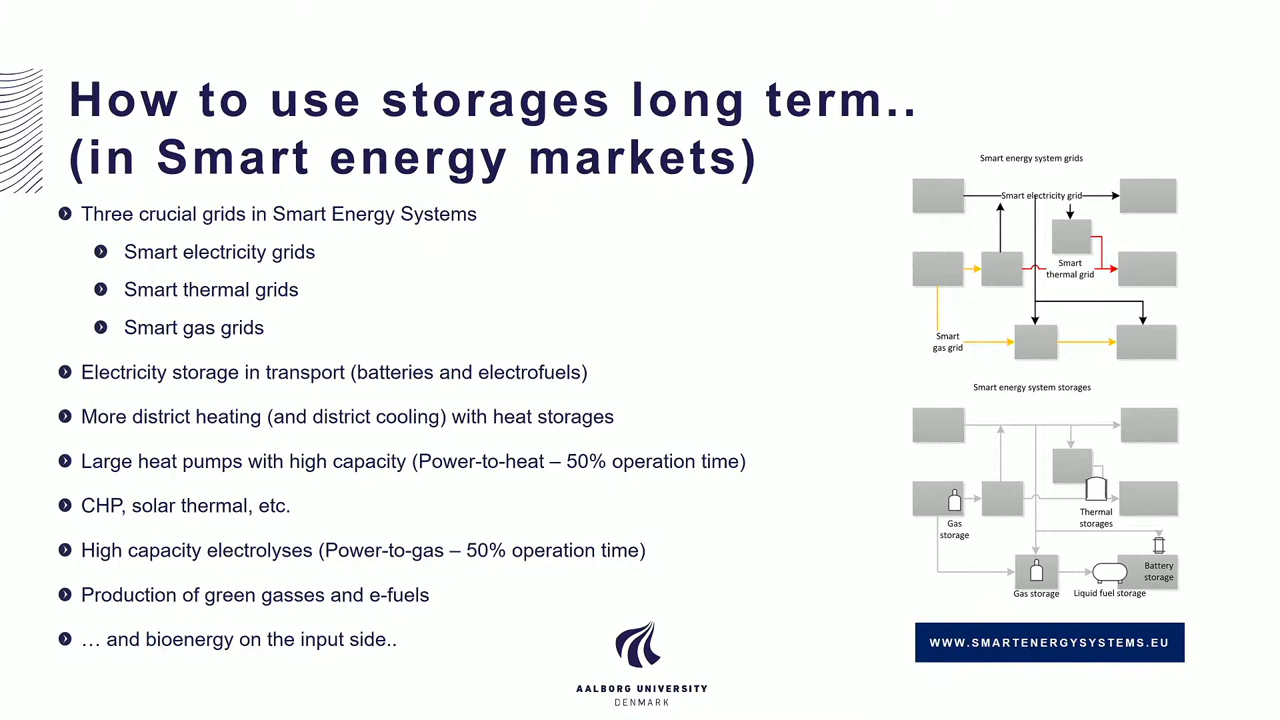 How to use storages long term..
(in Smart energy markets)
Three crucial grids in Smart Energy Systems
Smart electricity grids
Smart thermal grids
Smart gas grids
Electricity storage in transport (batteries and electrofuels)
More district heating (and district cooling) with heat storages
Large heat pumps with high capacity (Power-to-heat – 50% operation time)
CHP, solar thermal, etc.
High capacity electrolyses (Power-to-gas – 50% operation time)
Production of green gasses and e-fuels
… and bioenergy on the input side..
Smart energy system grids
Smart electricity grid
Smart
thermal grid
Smart
gas grid
Smart energy system storages
Thermal
storages
Gas
storage
Battery
storage
Gas storage
Liquid fuel storage
WWW.SMARTENERGYSYSTEMS.EU
AALBORG UNIVERSITY
DENMARK